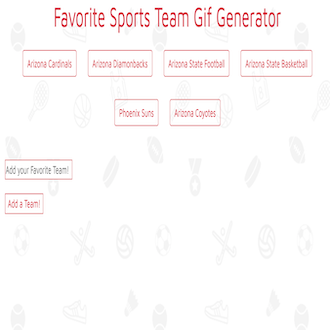 Favorite Sports Team Gif Generator
Arizona Cardinals Arizona Diamonbacks Arizona State Football Arizona State Basketball
Phoenix Suns Arizona Coyotes
Add your Favorite Team!
Add a Team!